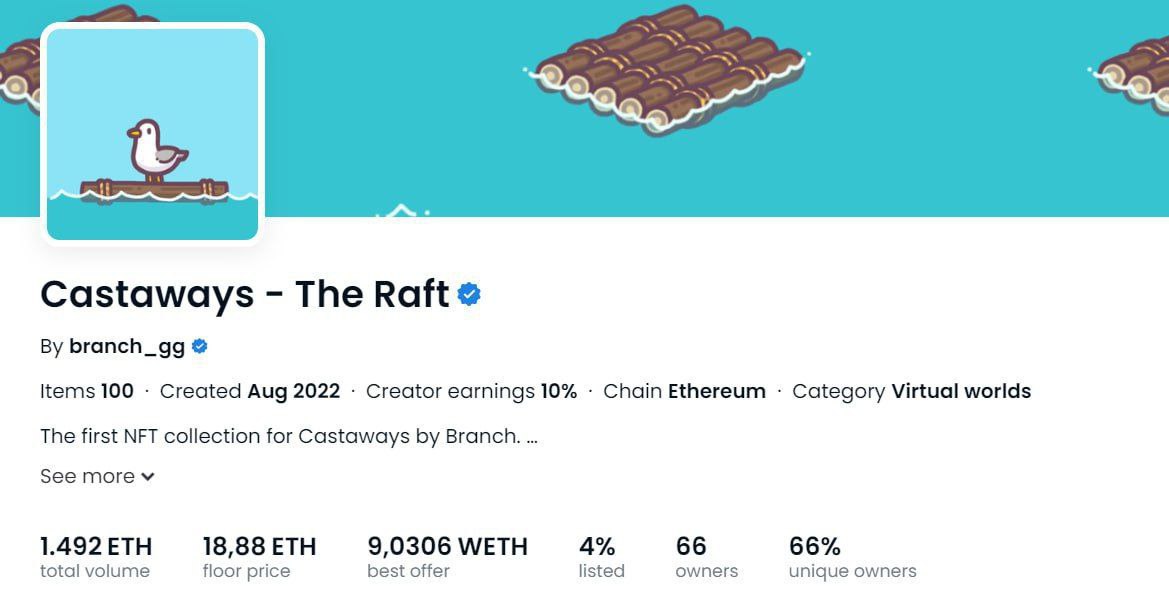 Castaways - The Raft
By branch_gg
Items 100 · Created Aug 2022 · Creator earnings 10% · Chain Ethereum · Category Virtual worlds
The first NFT collection for Castaways by Branch. ...
See more
1.492 ETH 18,88 ETH 9,0306 WETH 4% 66 66%
total volume floor price best offer listed owners unique owners